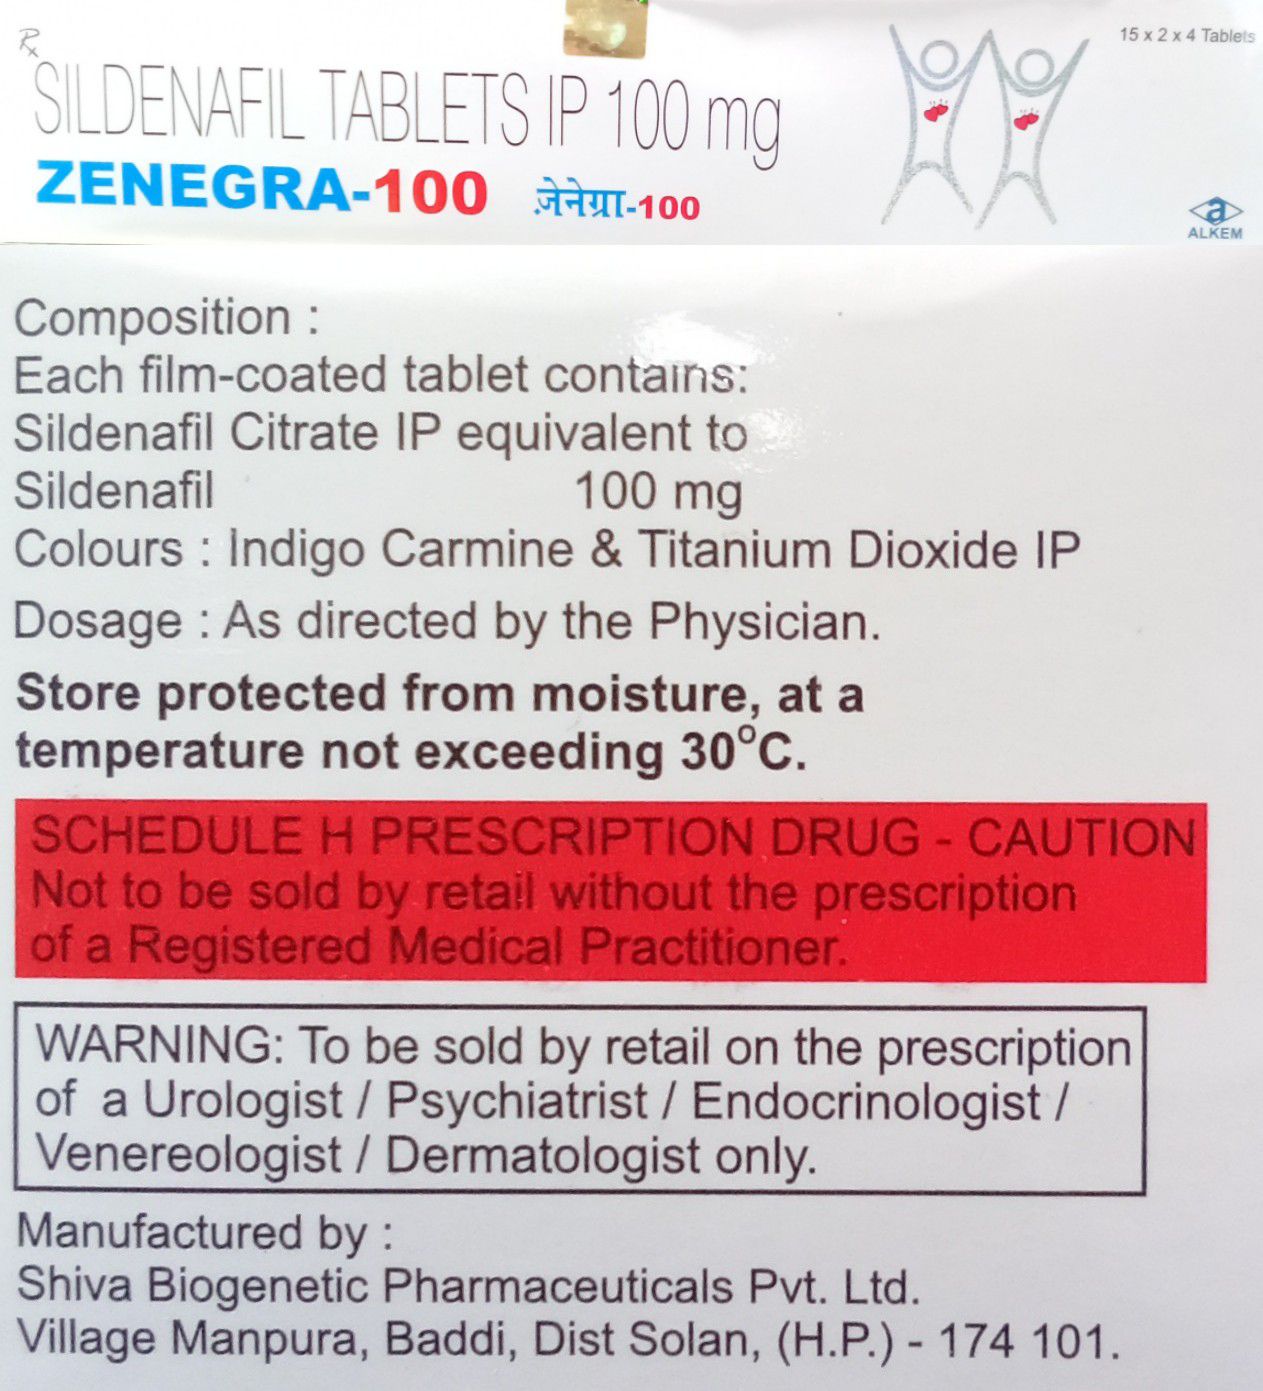 Rx
SILDENAFIL TABLETS IP 100 mg
15 x 2 x 4 Tablets
ZENEGRA-100 ज़ेनेग्रा-100
a
ALKEM
Composition :
Each film-coated tablet contains:
Sildenafil Citrate IP equivalent to
Sildenafil 100 mg
Colours : Indigo Carmine & Titanium Dioxide IP
Dosage : As directed by the Physician.
Store protected from moisture, at a
temperature not exceeding 30°C.
SCHEDULE H PRESCRIPTION DRUG - CAUTION
Not to be sold by retail without the prescription
of a Registered Medical Practitioner.
WARNING: To be sold by retail on the prescription
of a Urologist / Psychiatrist / Endocrinologist /
Venereologist / Dermatologist only.
Manufactured by :
Shiva Biogenetic Pharmaceuticals Pvt. Ltd.
Village Manpura, Baddi, Dist Solan, (H.P.) - 174 101.